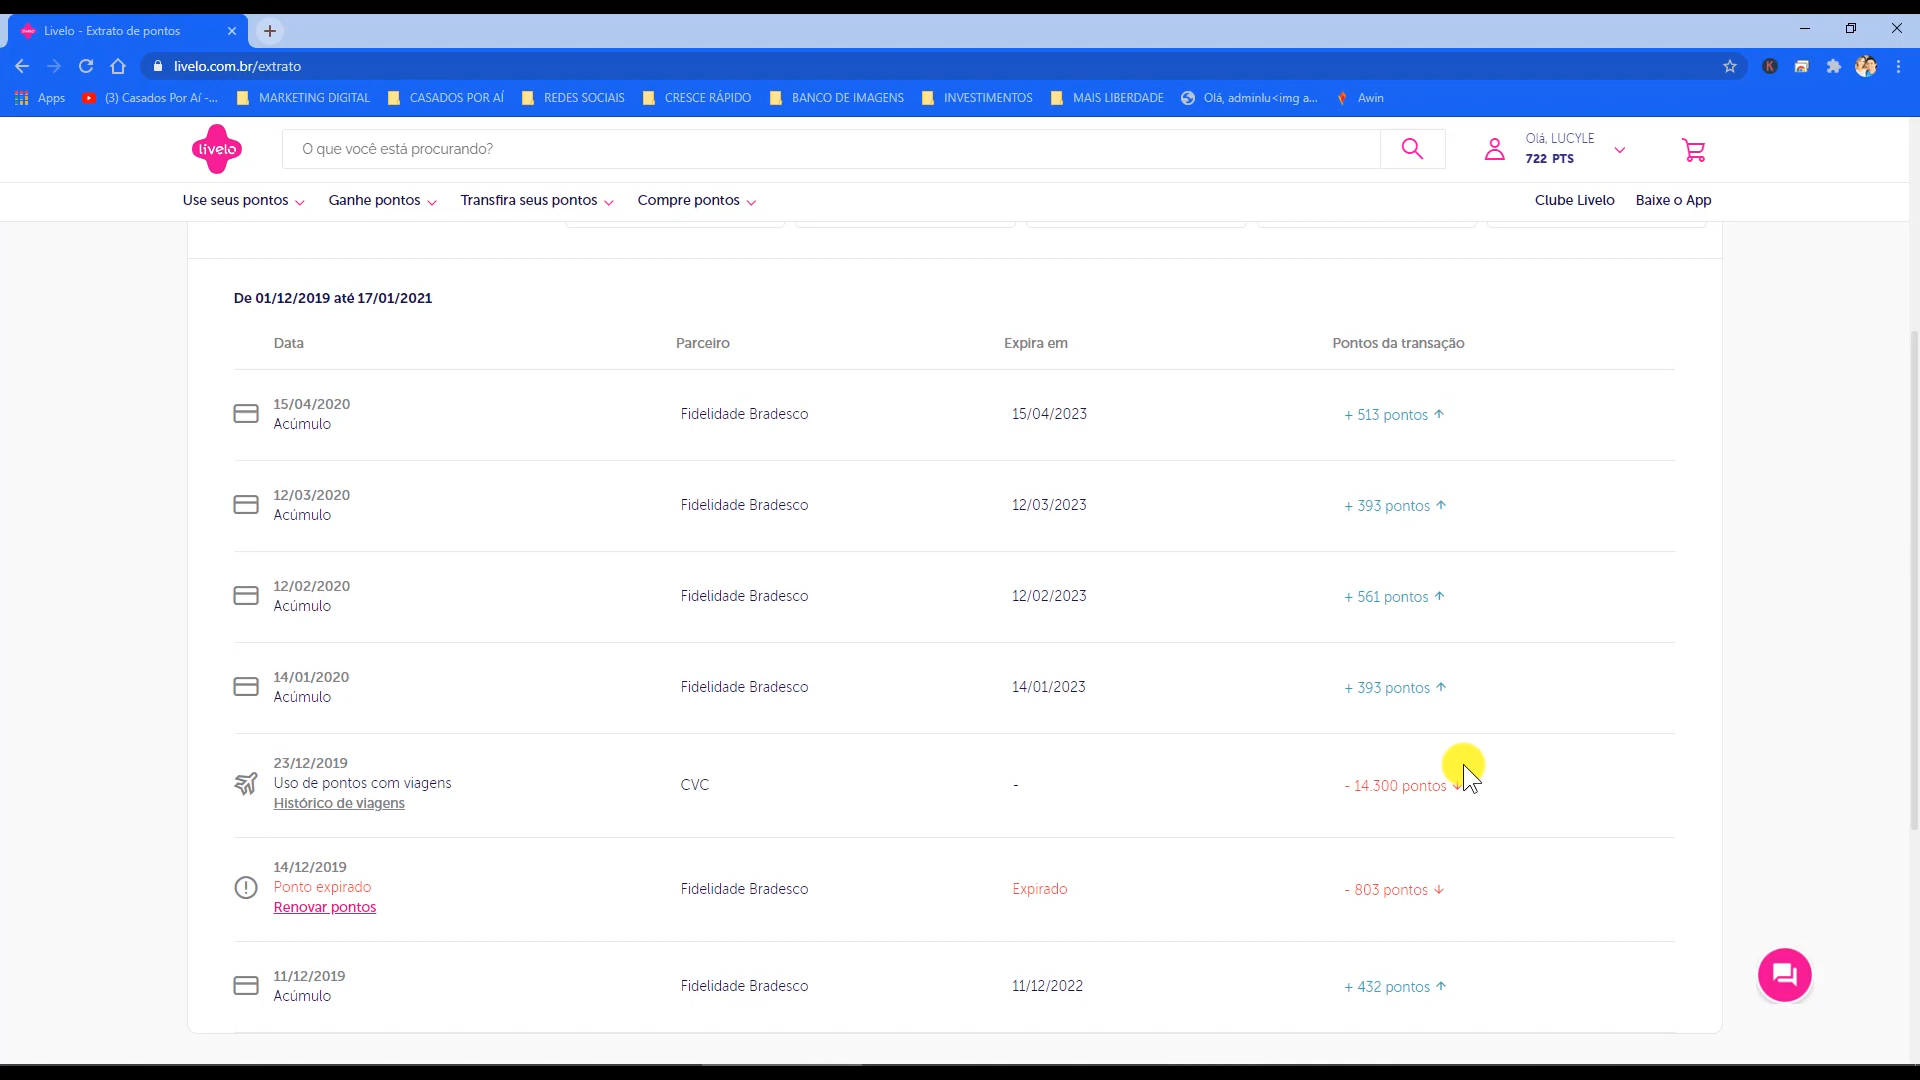 Livelo - Extrato de pontos
livelo.com.br/extrato
Apps
(3) Casados Por Aí -...
MARKETING DIGITAL
CASADOS POR AÍ
REDES SOCIAIS
CRESCE RÁPIDO
BANCO DE IMAGENS
INVESTIMENTOS
MAIS LIBERDADE
Olá, adminlu<img a...
Awin
K
livelo
O que você está procurando?
Olá, LUCYLE
722 PTS
Use seus pontos
Ganhe pontos
Transfira seus pontos
Compre pontos
Clube Livelo
Baixe o App
De 01/12/2019 até 17/01/2021
Data Parceiro Expira em Pontos da transação
15/04/2020
Acúmulo
Fidelidade Bradesco
15/04/2023
+ 513 pontos
12/03/2020
Acúmulo
Fidelidade Bradesco
12/03/2023
+ 393 pontos
12/02/2020
Acúmulo
Fidelidade Bradesco
12/02/2023
+ 561 pontos
14/01/2020
Acúmulo
Fidelidade Bradesco
14/01/2023
+ 393 pontos
23/12/2019
Uso de pontos com viagens
Histórico de viagens
CVC
-
- 14.300 pontos
14/12/2019
Ponto expirado
Renovar pontos
Fidelidade Bradesco
Expirado
- 803 pontos
11/12/2019
Acúmulo
Fidelidade Bradesco
11/12/2022
+ 432 pontos